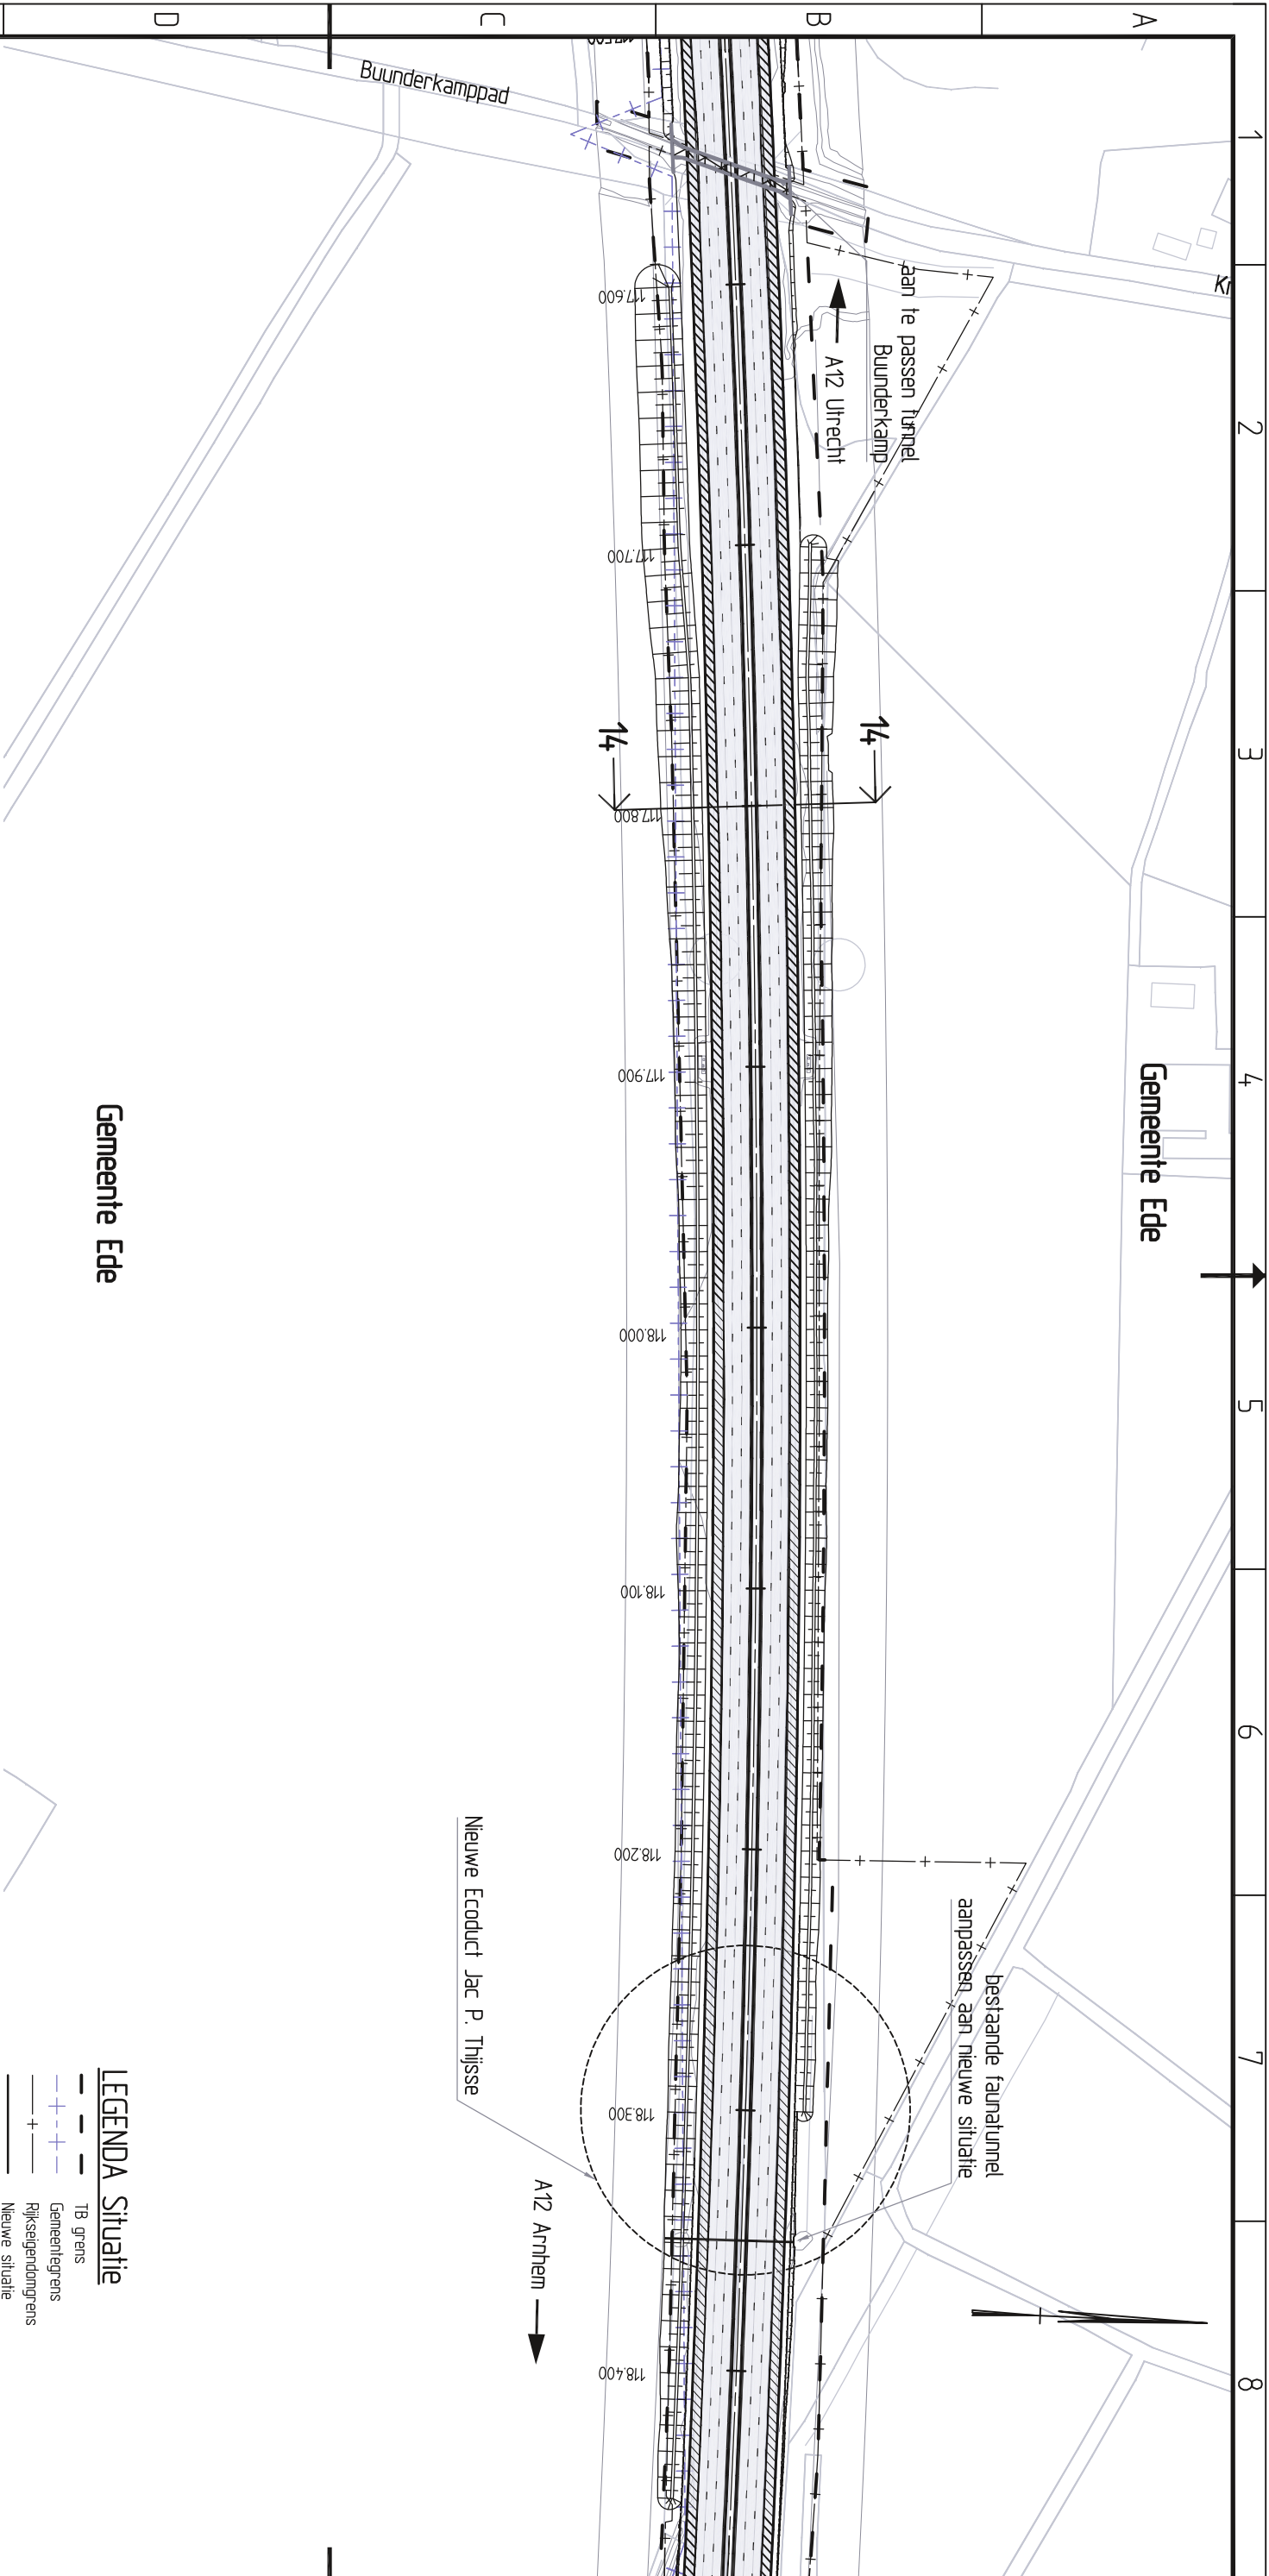 1
2
3
4
5
6
7
8
A
B
C
D
Buunderkamppad
117.500
aan te passen tunnel
Buunderkamp
A12 Utrecht
117.600
117.700
14
14
117.800
117.900
Gemeente Ede
Gemeente Ede
118.000
118.100
118.200
bestaande faunatunnel
aanpassen aan nieuwe situatie
Nieuwe Ecoduct Jac P. Thijsse
118.300
A12 Arnhem
118.400
LEGENDA Situatie
TB grens
Gemeentegrens
Rijkseigendomgrens
Nieuwe situatie